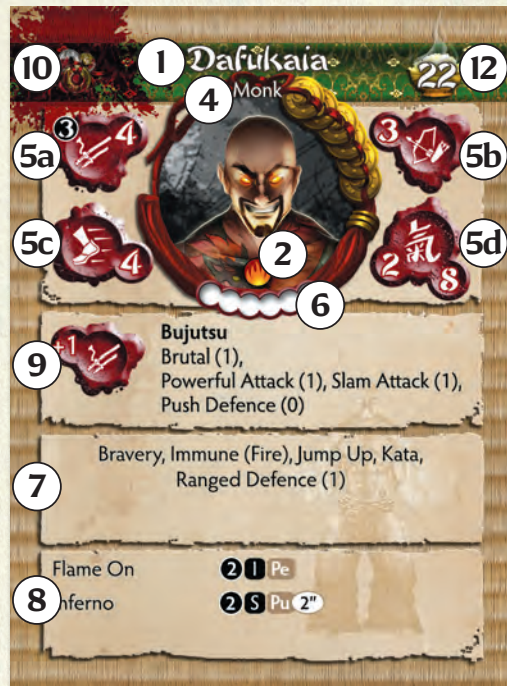 10
1
Dafukaia
22
12
4
Monk
5a
3
4
3
5b
5c
4
2
氣
2
8
5d
6
9
+1
Bujutsu
Brutal (1),
Powerful Attack (1), Slam Attack (1),
Push Defence (0)
7
Bravery, Immune (Fire), Jump Up, Kata,
Ranged Defence (1)
Flame On 2 I Pe
8
nferno 2 S Pu 2"